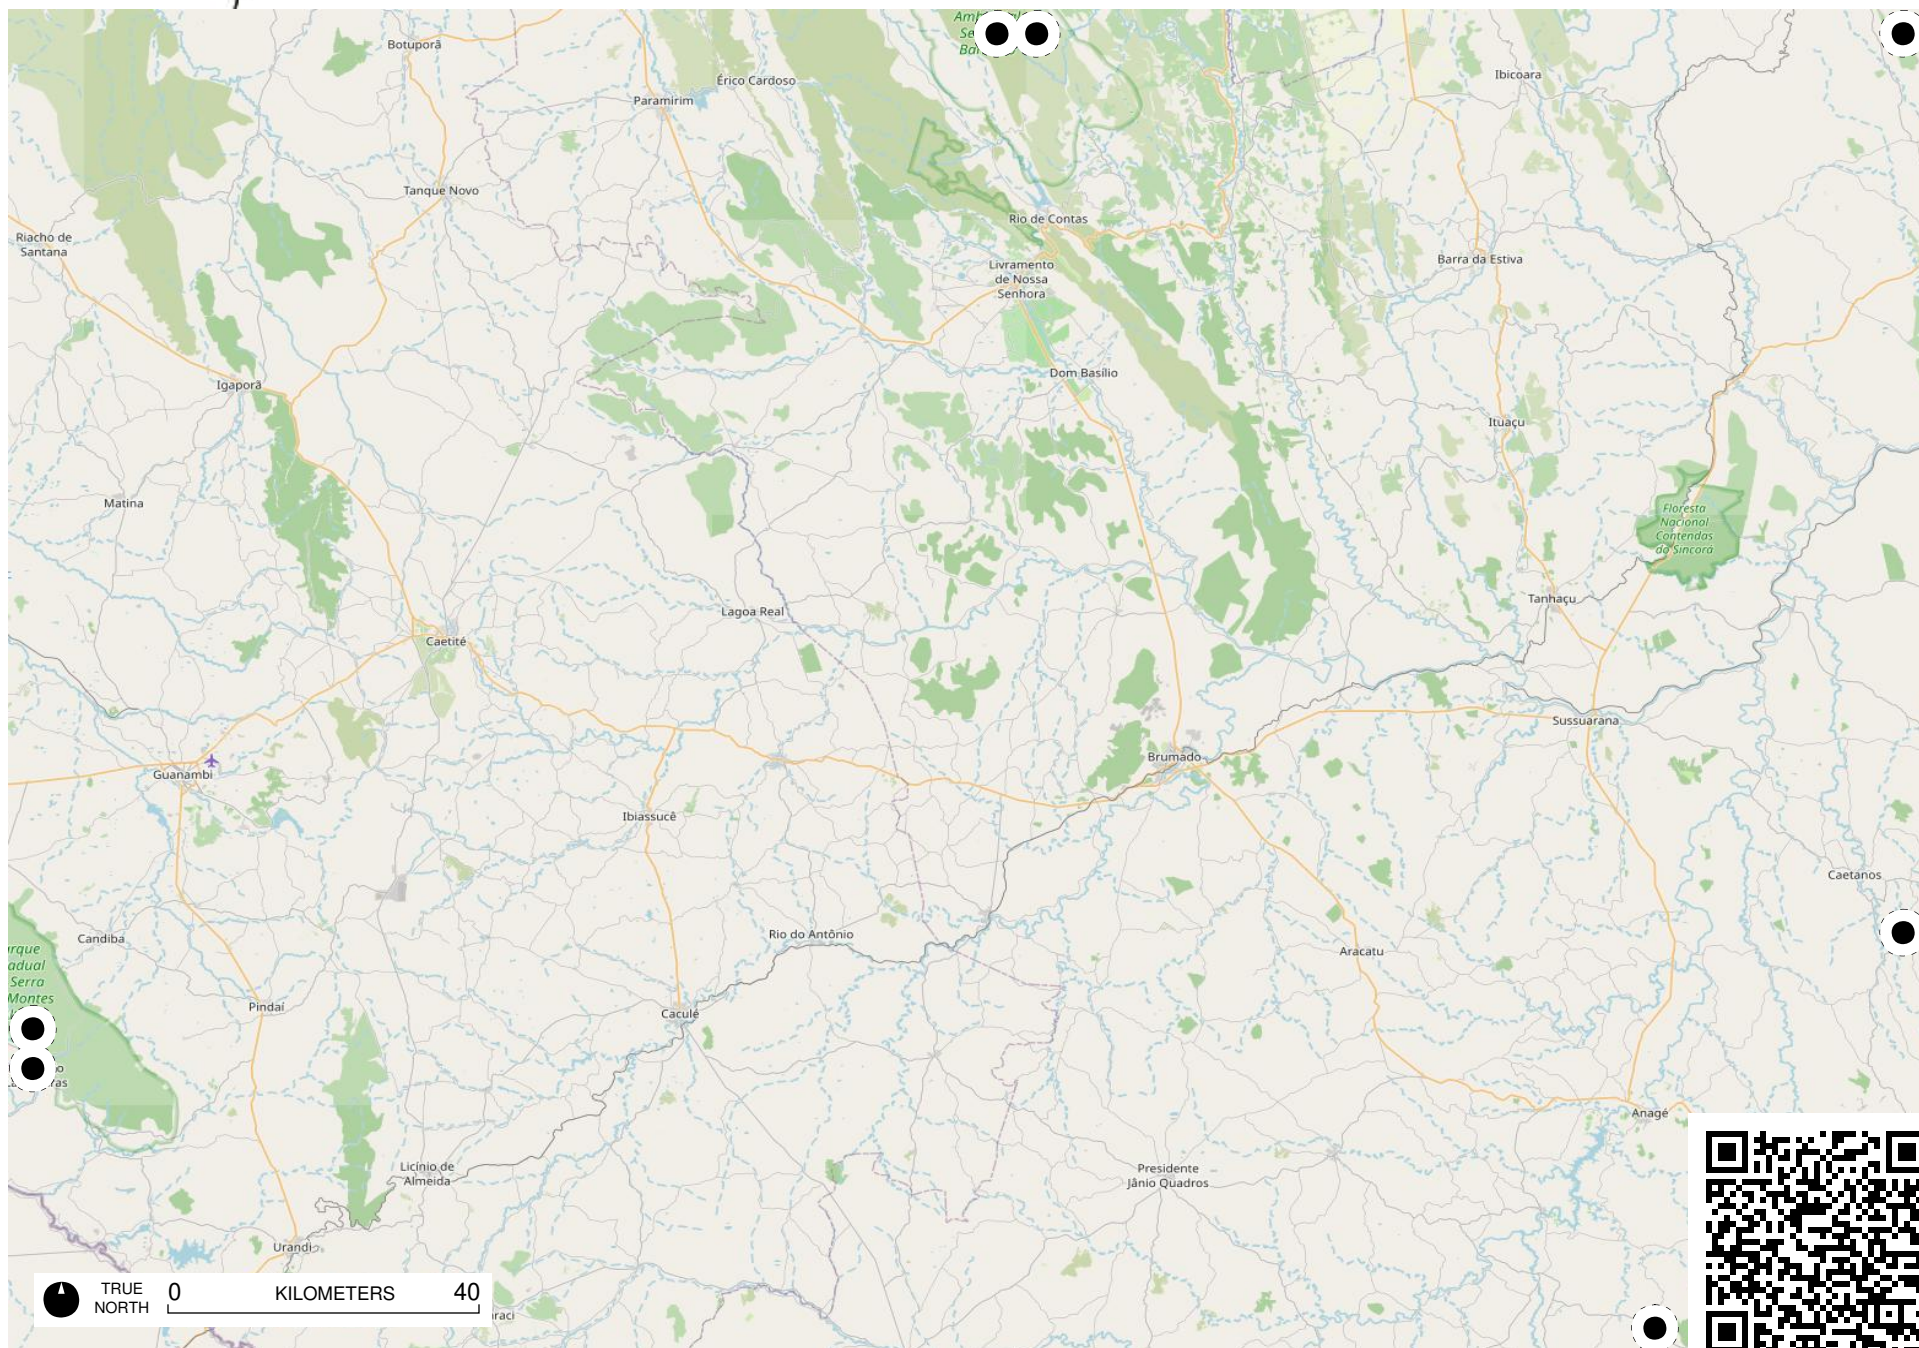 Botuporã
Érico Cardoso
Paramirim
Ibicoara
Tanque Novo
Rio de Contas
Riacho de
Santana
Livramento
de Nossa
Senhora
Barra da Estiva
Dom Basílio
Igaporã
Ituaçu
Matina
Floresta
Nacional
Contendas
do Sincorá
Tanhaçu
Lagoa Real
Caetité
Sussuarana
Brumado
Guanambi
Ibiassucê
Caetanos
Candiba
Rio do Antônio
Aracatu
adual
Serra
Montes
Pindaí
Caculé
Anagé
Licínio de
Almeida
Presidente
Jânio Quadros
Urandi
TRUE
NORTH
0 KILOMETERS 40